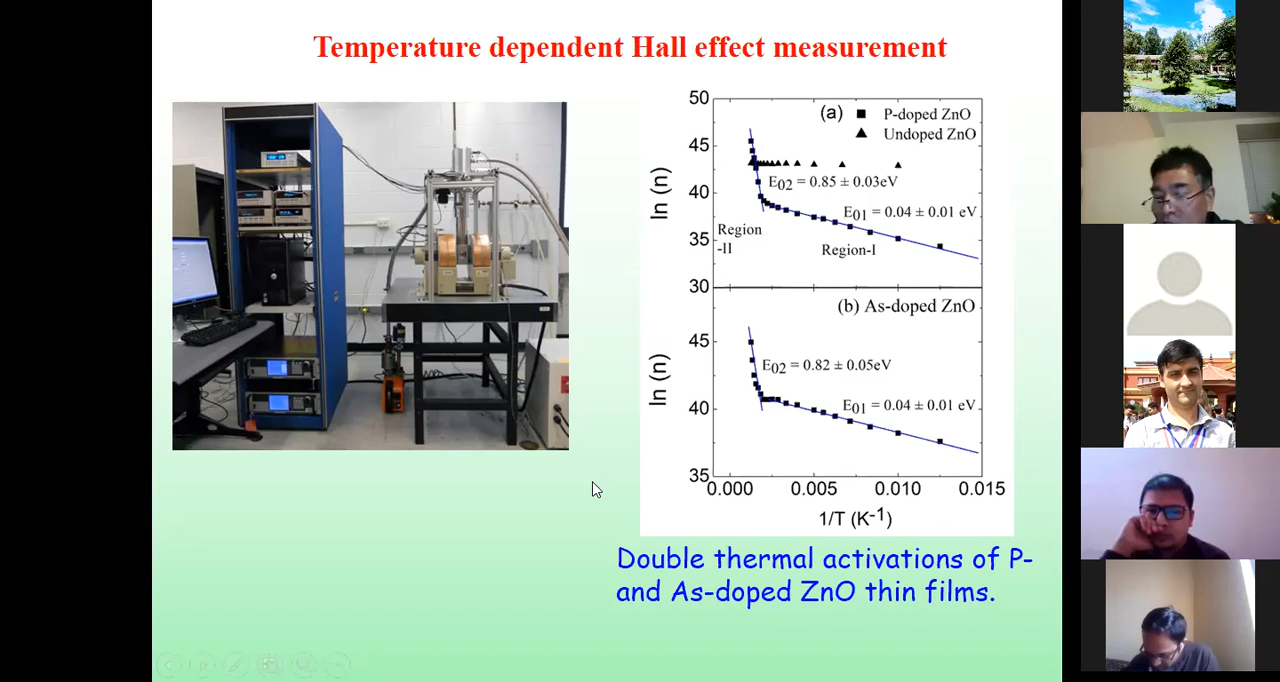 Temperature dependent Hall effect measurement
50
(a) ■ P-doped ZnO
▲ Undoped ZnO
45
E02 = 0.85 ± 0.03eV
ln (n)
40
E01 = 0.04 ± 0.01 eV
Region
-II
Region-I
35
30
(b) As-doped ZnO
45
E02 = 0.82 ± 0.05eV
ln (n)
E01 = 0.04 ± 0.01 eV
40
35
0.000 0.005 0.010 0.015
1/T (K-1)
Double thermal activations of P-
and As-doped ZnO thin films.